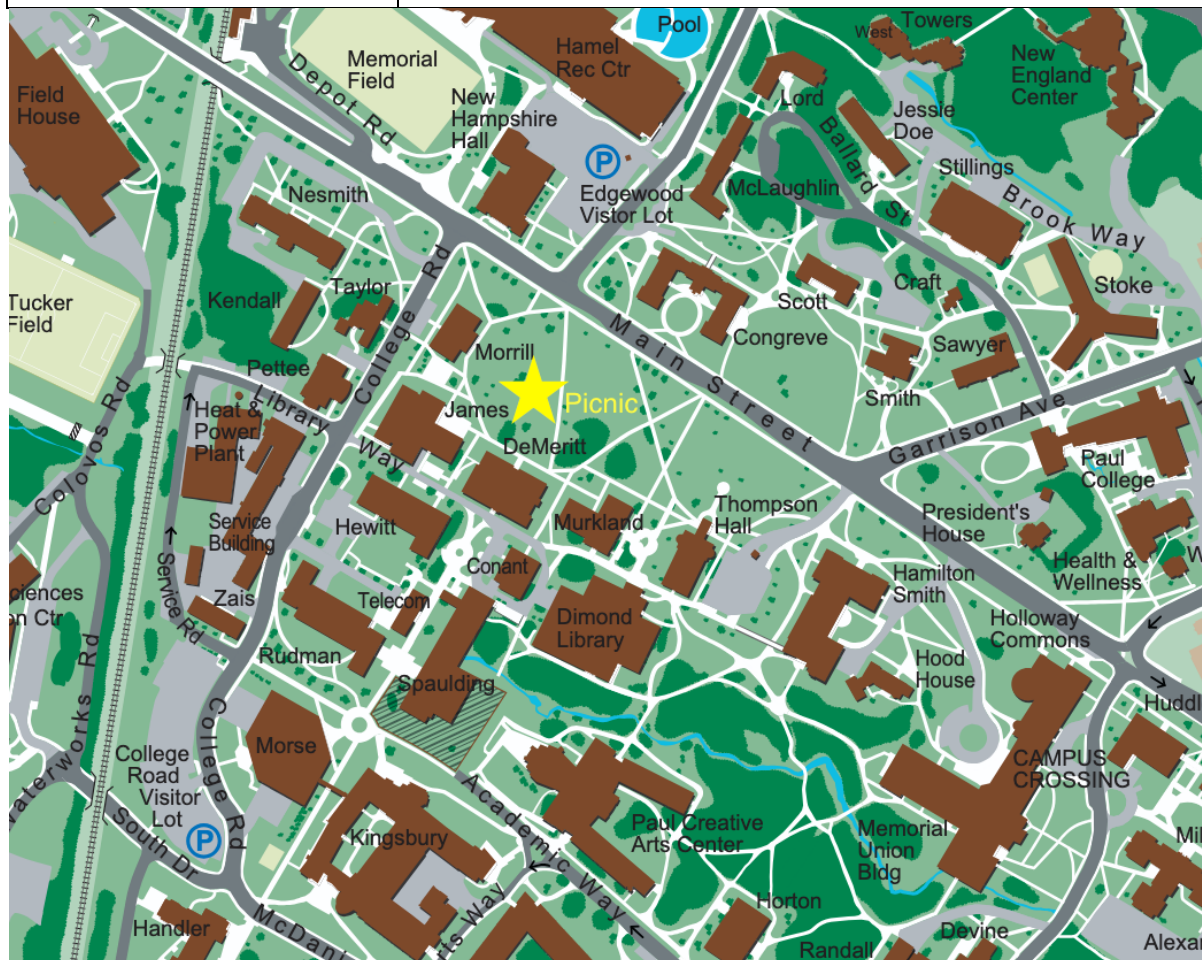 Pool
Towers
West
Hamel
Rec Ctr
Memorial
Field
New
England
Center
Depot Rd
Field
House
New
Hampshire
Hall
Lord
Jessie
Doe
Ballard St
P
Stillings
Edgewood
Vistor Lot
McLaughlin
Nesmith
Brook Way
College Rd
Taylor
Kendall
Craft
Stoke
Scott
Tucker
Field
Main Street
Congreve
Sawyer
Morrill
Pettee
Smith
Picnic
James
Library
Way
Heat &
Power
Plant
DeMeritt
Garrison Ave
Colovos Rd
Paul
College
Thompson
Hall
President's
House
Service
Building
Hewitt
Murkland
Health &
Wellness
Conant
Hamilton
Smith
Service Rd
Zais
Telecom
Dimond
Library
Holloway
Commons
Rudman
Hood
House
Spaulding
Waterworks Rd
College Rd
Morse
College
Road
Visitor
Lot
CAMPUS
CROSSING
P
South Dr
Kingsbury
Academic Way
Paul Creative
Arts Center
Memorial
Union
Bldg
Horton
Handler
Devine
Randall